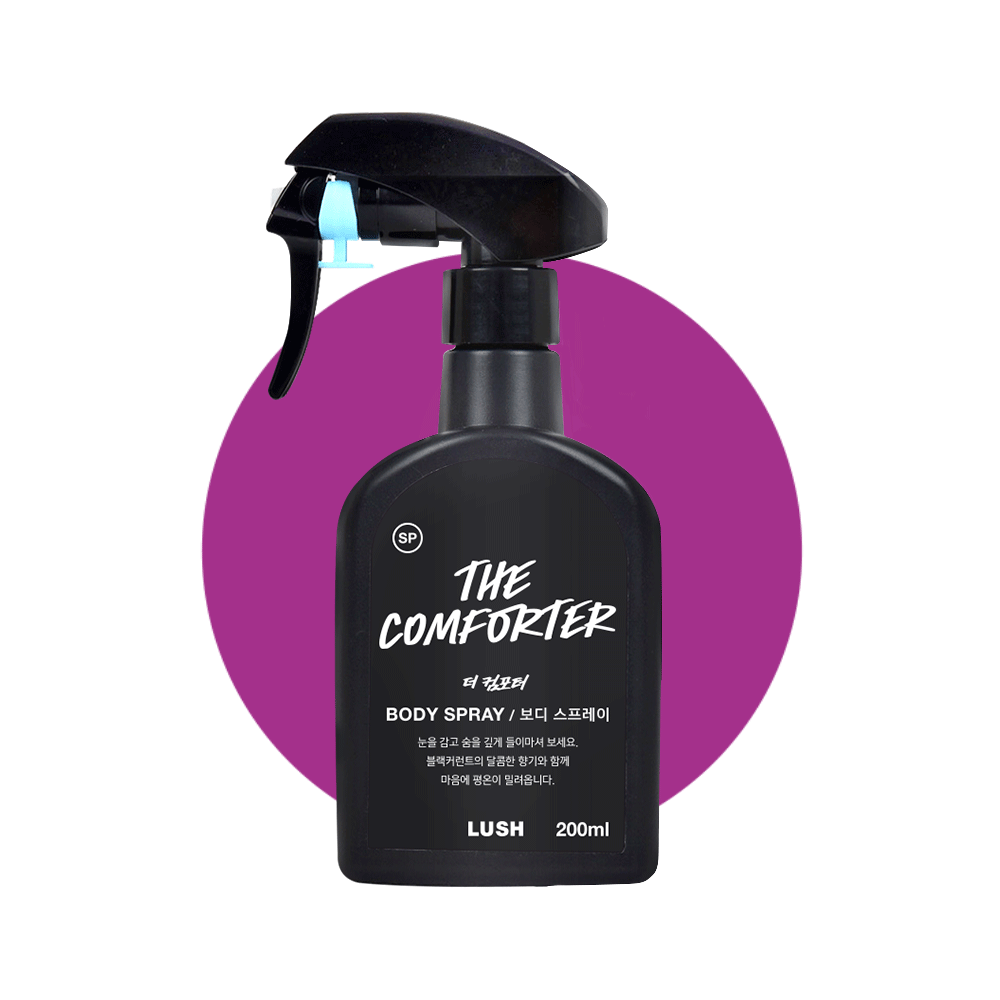 SP
THE
COMFORTER
더 컴포터
BODY SPRAY / 보디 스프레이
눈을 감고 숨을 깊게 들이마셔 보세요.
블랙커런트의 달콤한 향기와 함께
마음에 평온이 밀려옵니다.
LUSH 200ml